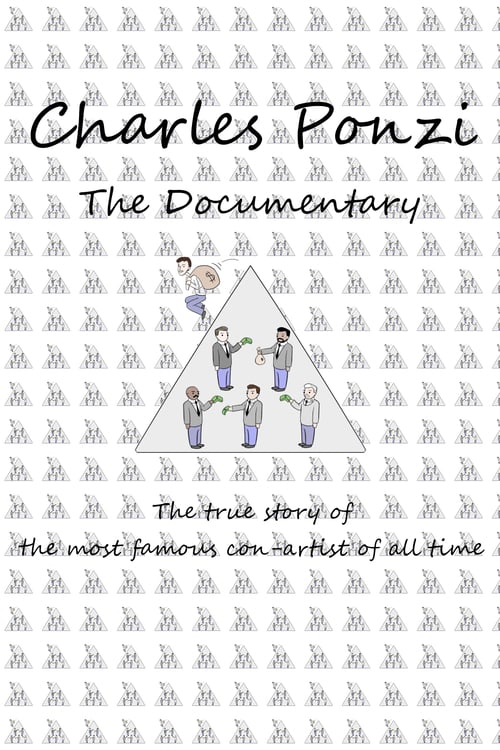 Charles Ponzi
The Documentary
The true story of
the most famous con-artist of all time